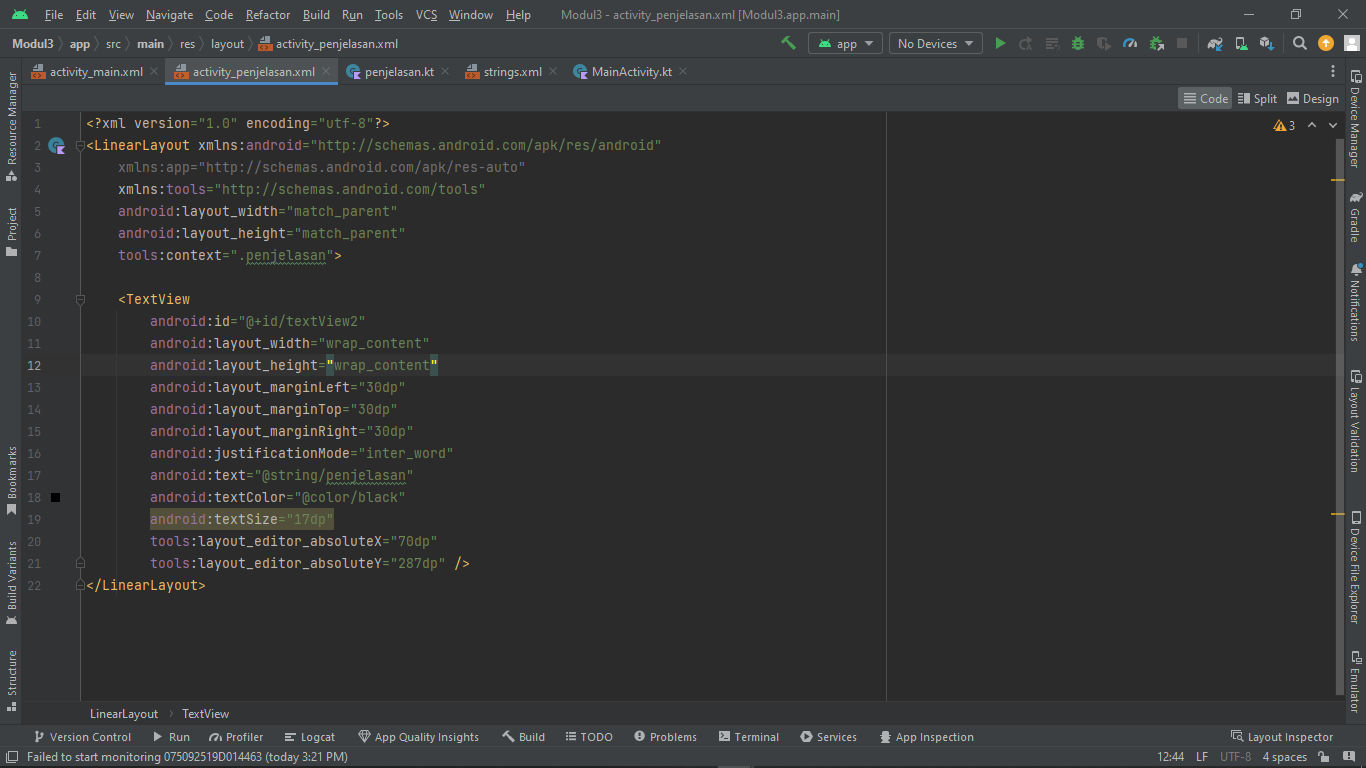 File Edit View Navigate Code Refactor Build Run Tools VCS Window Help Modul3 - activity_penjelasan.xml [Modul3.app.main]
Modul3 app src main res layout activity_penjelasan.xml app No Devices
activity_main.xml activity_penjelasan.xml penjelasan.kt strings.xml MainActivity.kt
Code Split Design
3
1 <?xml version="1.0" encoding="utf-8"?>
2 <LinearLayout xmlns:android="http://schemas.android.com/apk/res/android"
3 xmlns:app="http://schemas.android.com/apk/res-auto"
4 xmlns:tools="http://schemas.android.com/tools"
5 android:layout_width="match_parent"
6 android:layout_height="match_parent"
7 tools:context=".penjelasan">
8
9 <TextView
10 android:id="@+id/textView2"
11 android:layout_width="wrap_content"
12 android:layout_height="wrap_content"
13 android:layout_marginLeft="30dp"
14 android:layout_marginTop="30dp"
15 android:layout_marginRight="30dp"
16 android:justificationMode="inter_word"
17 android:text="@string/penjelasan"
18 android:textColor="@color/black"
19 android:textSize="17dp"
20 tools:layout_editor_absoluteX="70dp"
21 tools:layout_editor_absoluteY="287dp" />
22 </LinearLayout>
Resource Manager
Project
Bookmarks
Build Variants
Structure
Device Manager
Gradle
Notifications
Layout Validation
Device File Explorer
Emulator
LinearLayout TextView
Version Control Run Profiler Logcat App Quality Insights Build TODO Problems Terminal Services App Inspection Layout Inspector
Failed to start monitoring 075092519D014463 (today 3:21 PM) 12:44 LF UTF-8 4 spaces